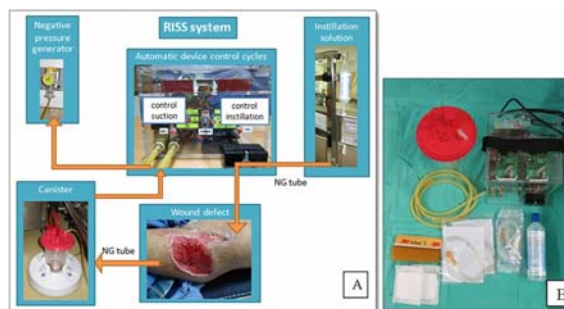 Negative
pressure
generator
RISS system
Automatic device control cycles
control
suction
control
instillation
Instillation
solution
NG tube
Canister
Wound defect
NG tube
A
B